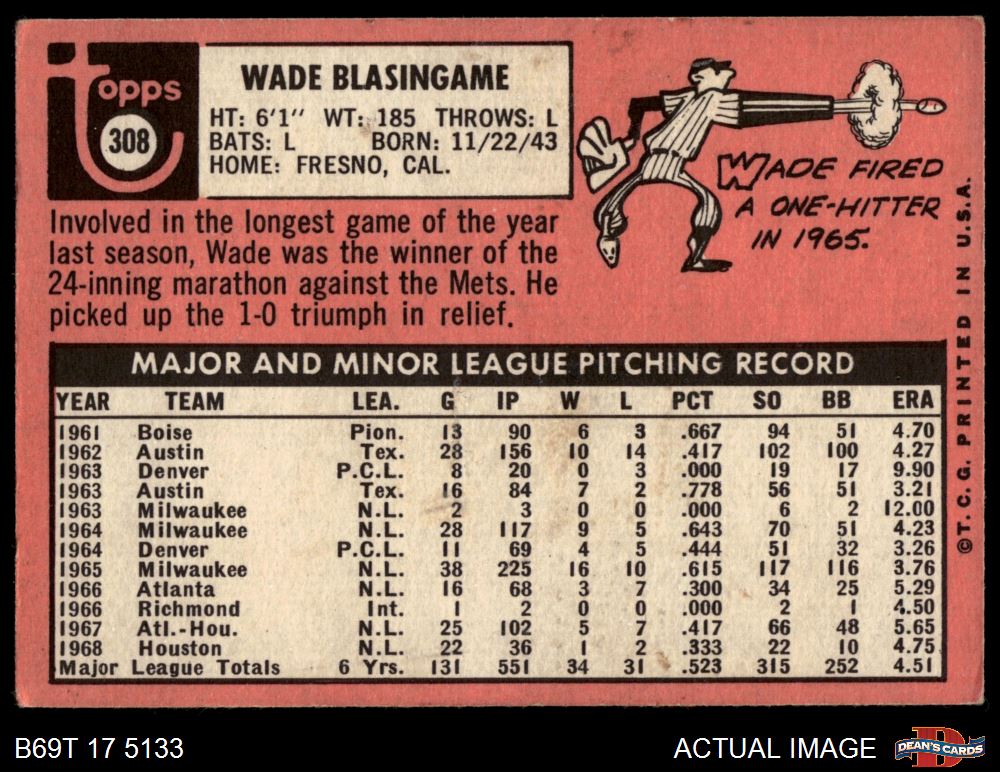 topps
308
WADE BLASINGAME
HT: 6'1" WT: 185 THROWS: L
BATS: L BORN: 11/22/43
HOME: FRESNO, CAL.
WADE FIRED
A ONE-HITTER
IN 1965.
Involved in the longest game of the year
last season, Wade was the winner of the
24-inning marathon against the Mets. He
picked up the 1-0 triumph in relief.
MAJOR AND MINOR LEAGUE PITCHING RECORD
YEAR TEAM LEA. G IP W L PCT SO BB ERA
1961 Boise Pion. 13 90 6 3 .667 94 51 4.70
1962 Austin Tex. 28 156 10 14 .417 102 100 4.27
1963 Denver P.C.L. 8 20 0 3 .000 19 17 9.90
1963 Austin Tex. 16 84 7 2 .778 56 51 3.21
1963 Milwaukee N.L. 2 3 0 0 .000 6 2 12.00
1964 Milwaukee N.L. 28 117 9 5 .643 70 51 4.23
1964 Denver P.C.L. 11 69 4 5 .444 51 32 3.26
1965 Milwaukee N.L. 38 225 16 10 .615 117 116 3.76
1966 Atlanta N.L. 16 68 3 7 .300 34 25 5.29
1966 Richmond Int. 1 2 0 0 .000 2 1 4.50
1967 Atl.-Hou. N.L. 25 102 5 7 .417 66 48 5.65
1968 Houston N.L. 22 36 1 2 .333 22 10 4.75
Major League Totals 6 Yrs. 131 551 34 31 .523 315 252 4.51
©T. C. G. PRINTED IN U.S.A.
B69T 17 5133
ACTUAL IMAGE
D
DEAN'S CARDS